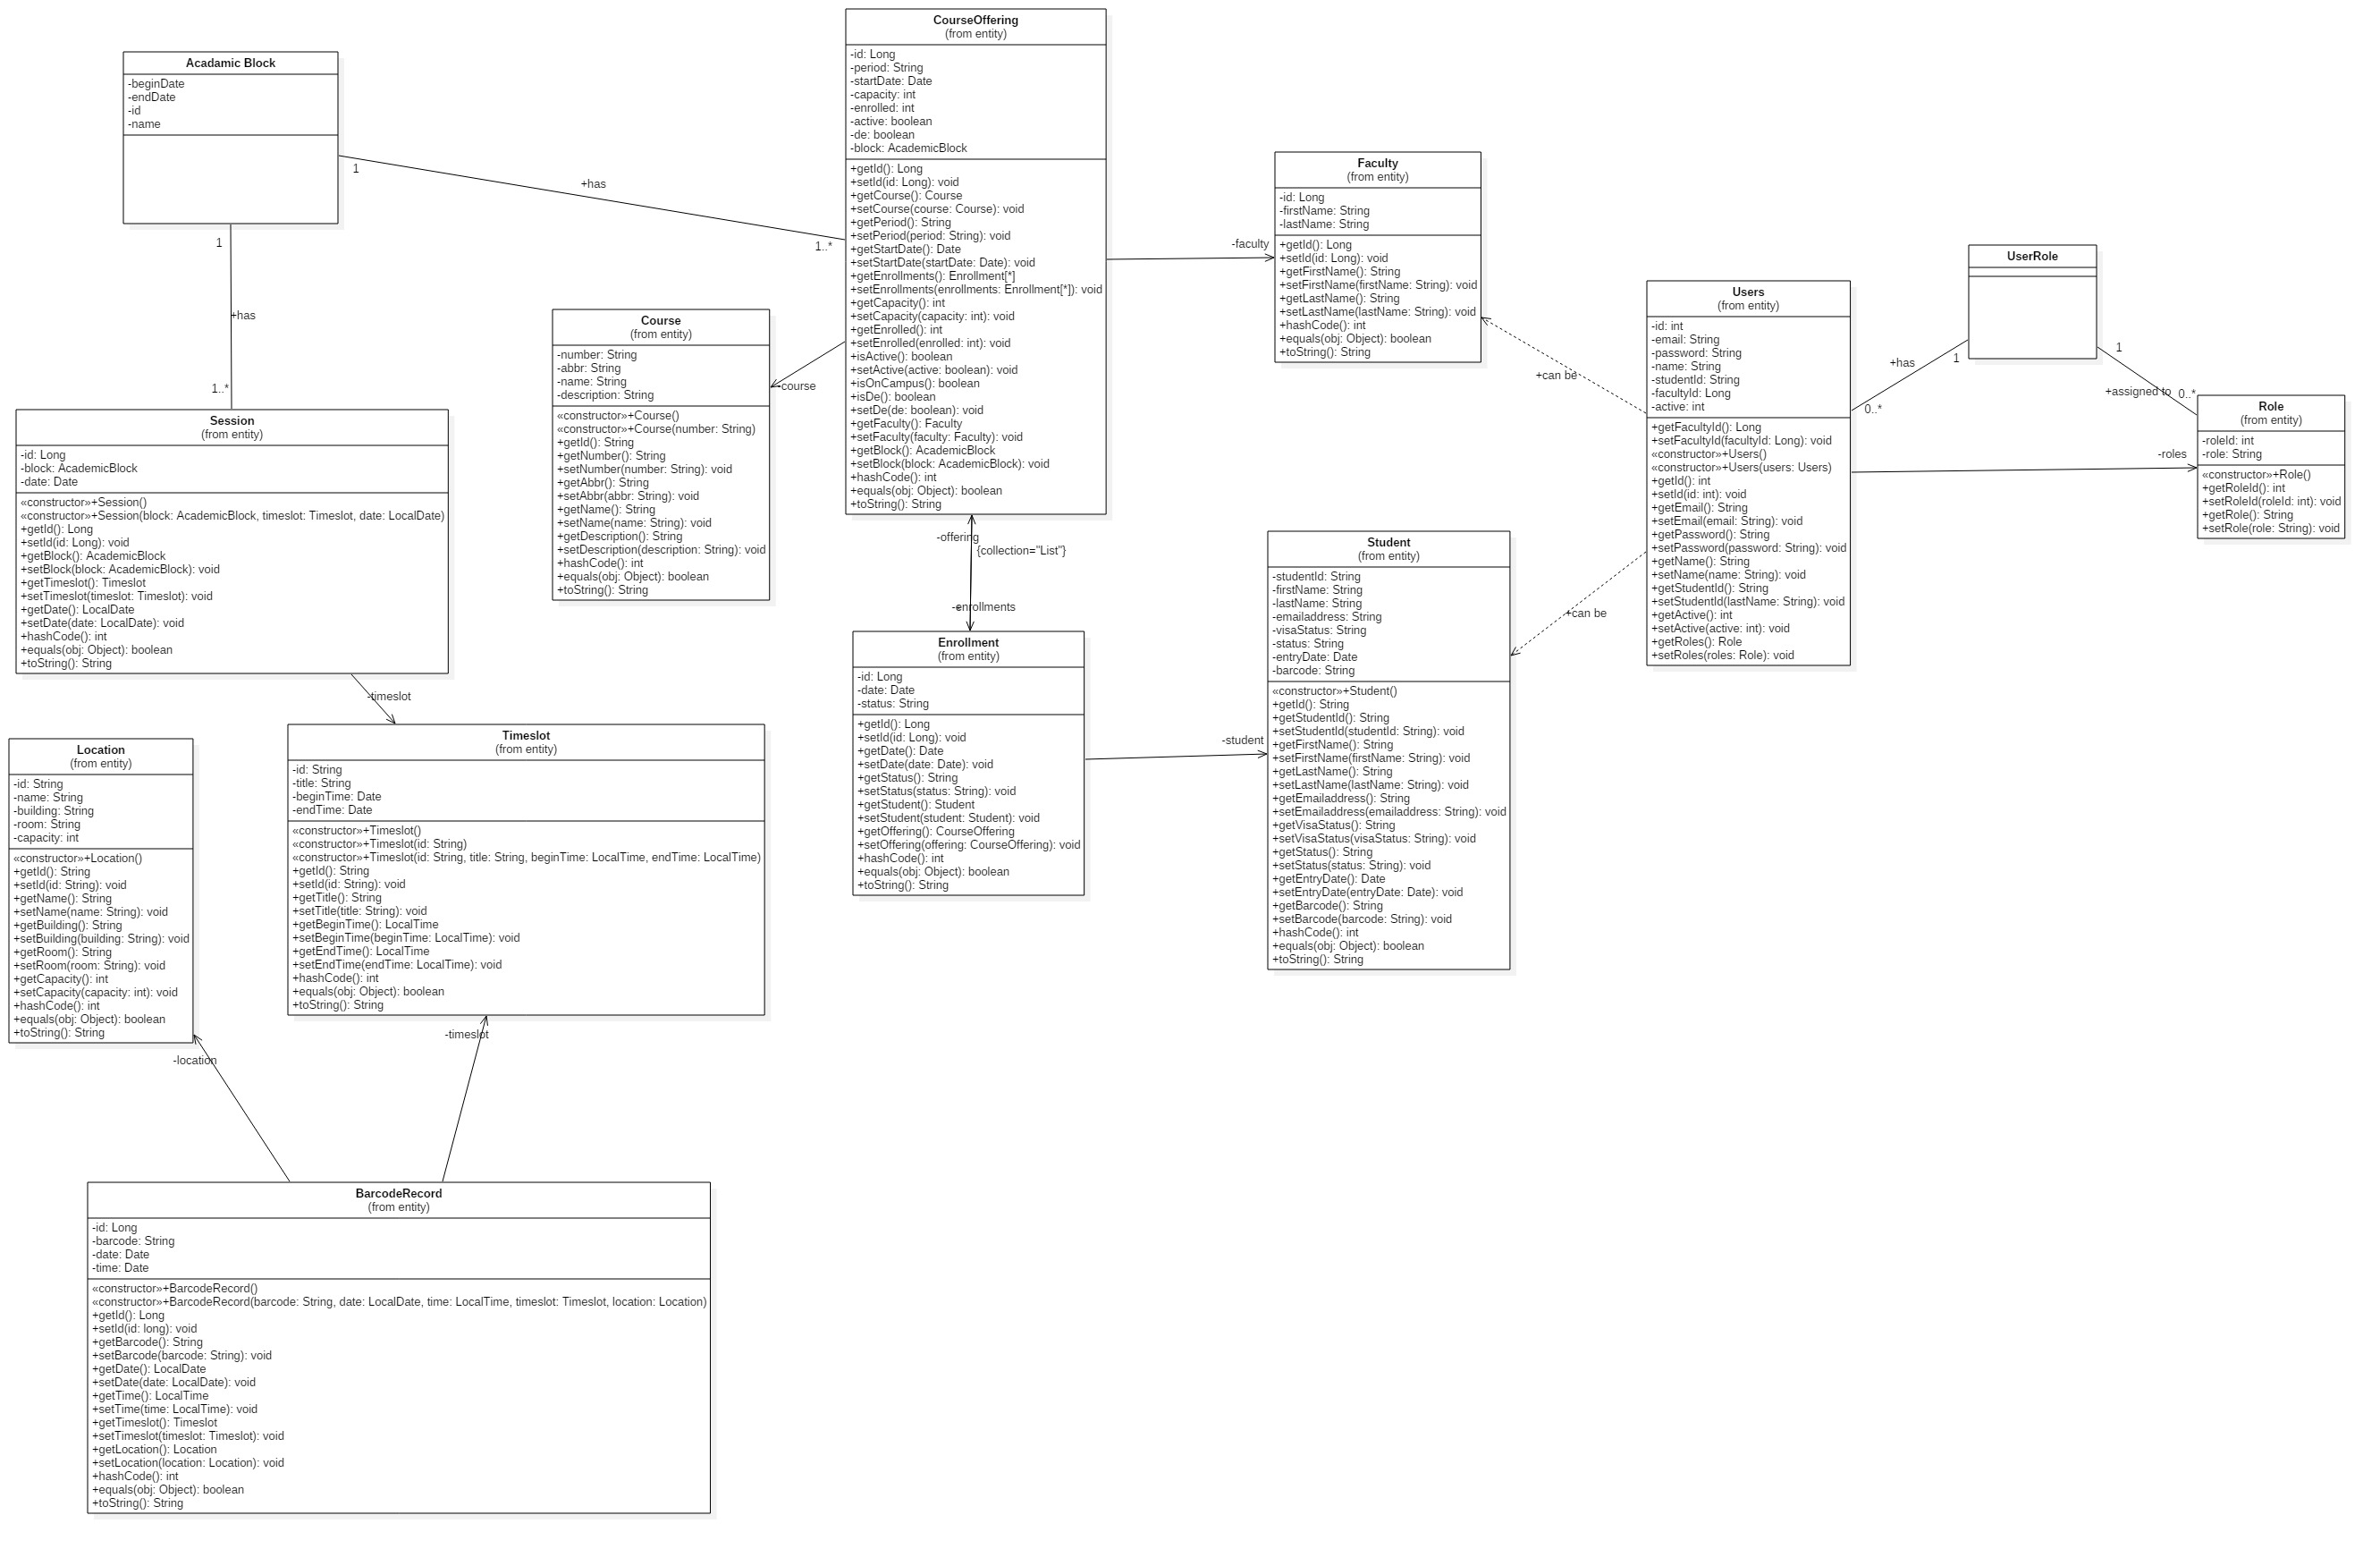 Acadamic Block
-beginDate
-endDate
-id
-name
1
+has
1..*
1
+has
1..*
CourseOffering
(from entity)
-id: Long
-period: String
-startDate: Date
-capacity: int
-enrolled: int
-active: boolean
-de: boolean
-block: AcademicBlock
+getId(): Long
+setId(id: Long): void
+getCourse(): Course
+setCourse(course: Course): void
+getPeriod(): String
+setPeriod(period: String): void
+getStartDate(): Date
+setStartDate(startDate: Date): void
+getEnrollments(): Enrollment[*]
+setEnrollments(enrollments: Enrollment[*]): void
+getCapacity(): int
+setCapacity(capacity: int): void
+getEnrolled(): int
+setEnrolled(enrolled: int): void
+isActive(): boolean
+setActive(active: boolean): void
+isOnCampus(): boolean
+isDe(): boolean
+setDe(de: boolean): void
+getFaculty(): Faculty
+setFaculty(faculty: Faculty): void
+getBlock(): AcademicBlock
+setBlock(block: AcademicBlock): void
+hashCode(): int
+equals(obj: Object): boolean
+toString(): String
-faculty
Faculty
(from entity)
-id: Long
-firstName: String
-lastName: String
+getId(): Long
+setId(id: Long): void
+getFirstName(): String
+setFirstName(firstName: String): void
+getLastName(): String
+setLastName(lastName: String): void
+hashCode(): int
+equals(obj: Object): boolean
+toString(): String
+can be
Users
(from entity)
-id: int
-email: String
-password: String
-name: String
-studentId: String
-facultyId: Long
-active: int
+getFacultyId(): Long
+setFacultyId(facultyId: Long): void
«constructor»+Users()
«constructor»+Users(users: Users)
+getId(): int
+setId(id: int): void
+getEmail(): String
+setEmail(email: String): void
+getPassword(): String
+setPassword(password: String): void
+getName(): String
+setName(name: String): void
+getStudentId(): String
+setStudentId(lastName: String): void
+getActive(): int
+setActive(active: int): void
+getRoles(): Role
+setRoles(roles: Role): void
UserRole
+has
1
0..*
1
+assigned to
0..*
-roles
Role
(from entity)
-roleId: int
-role: String
«constructor»+Role()
+getRoleId(): int
+setRoleId(roleId: int): void
+getRole(): String
+setRole(role: String): void
Course
(from entity)
-number: String
-abbr: String
-name: String
-description: String
«constructor»+Course()
«constructor»+Course(number: String)
+getId(): String
+getNumber(): String
+setNumber(number: String): void
+getAbbr(): String
+setAbbr(abbr: String): void
+getName(): String
+setName(name: String): void
+getDescription(): String
+setDescription(description: String): void
+hashCode(): int
+equals(obj: Object): boolean
+toString(): String
-course
Session
(from entity)
-id: Long
-block: AcademicBlock
-date: Date
«constructor»+Session()
«constructor»+Session(block: AcademicBlock, timeslot: Timeslot, date: LocalDate)
+getId(): Long
+setId(id: Long): void
+getBlock(): AcademicBlock
+setBlock(block: AcademicBlock): void
+getTimeslot(): Timeslot
+setTimeslot(timeslot: Timeslot): void
+getDate(): LocalDate
+setDate(date: LocalDate): void
+hashCode(): int
+equals(obj: Object): boolean
+toString(): String
-timeslot
-offering
{collection="List"}
-enrollments
Enrollment
(from entity)
-id: Long
-date: Date
-status: String
+getId(): Long
+setId(id: Long): void
+getDate(): Date
+setDate(date: Date): void
+getStatus(): String
+setStatus(status: String): void
+getStudent(): Student
+setStudent(student: Student): void
+getOffering(): CourseOffering
+setOffering(offering: CourseOffering): void
+hashCode(): int
+equals(obj: Object): boolean
+toString(): String
-student
Student
(from entity)
-studentId: String
-firstName: String
-lastName: String
-emailaddress: String
-visaStatus: String
-status: String
-entryDate: Date
-barcode: String
«constructor»+Student()
+getId(): String
+getStudentId(): String
+setStudentId(studentId: String): void
+getFirstName(): String
+setFirstName(firstName: String): void
+getLastName(): String
+setLastName(lastName: String): void
+getEmailaddress(): String
+setEmailaddress(emailaddress: String): void
+getVisaStatus(): String
+setVisaStatus(visaStatus: String): void
+getStatus(): String
+setStatus(status: String): void
+getEntryDate(): Date
+setEntryDate(entryDate: Date): void
+getBarcode(): String
+setBarcode(barcode: String): void
+hashCode(): int
+equals(obj: Object): boolean
+toString(): String
+can be
Location
(from entity)
-id: String
-name: String
-building: String
-room: String
-capacity: int
«constructor»+Location()
+getId(): String
+setId(id: String): void
+getName(): String
+setName(name: String): void
+getBuilding(): String
+setBuilding(building: String): void
+getRoom(): String
+setRoom(room: String): void
+getCapacity(): int
+setCapacity(capacity: int): void
+hashCode(): int
+equals(obj: Object): boolean
+toString(): String
-location
Timeslot
(from entity)
-id: String
-title: String
-beginTime: Date
-endTime: Date
«constructor»+Timeslot()
«constructor»+Timeslot(id: String)
«constructor»+Timeslot(id: String, title: String, beginTime: LocalTime, endTime: LocalTime)
+getId(): String
+setId(id: String): void
+getTitle(): String
+setTitle(title: String): void
+getBeginTime(): LocalTime
+setBeginTime(beginTime: LocalTime): void
+getEndTime(): LocalTime
+setEndTime(endTime: LocalTime): void
+hashCode(): int
+equals(obj: Object): boolean
+toString(): String
-timeslot
BarcodeRecord
(from entity)
-id: Long
-barcode: String
-date: Date
-time: Date
«constructor»+BarcodeRecord()
«constructor»+BarcodeRecord(barcode: String, date: LocalDate, time: LocalTime, timeslot: Timeslot, location: Location)
+getId(): Long
+setId(id: long): void
+getBarcode(): String
+setBarcode(barcode: String): void
+getDate(): LocalDate
+setDate(date: LocalDate): void
+getTime(): LocalTime
+setTime(time: LocalTime): void
+getTimeslot(): Timeslot
+setTimeslot(timeslot: Timeslot): void
+getLocation(): Location
+setLocation(location: Location): void
+hashCode(): int
+equals(obj: Object): boolean
+toString(): String